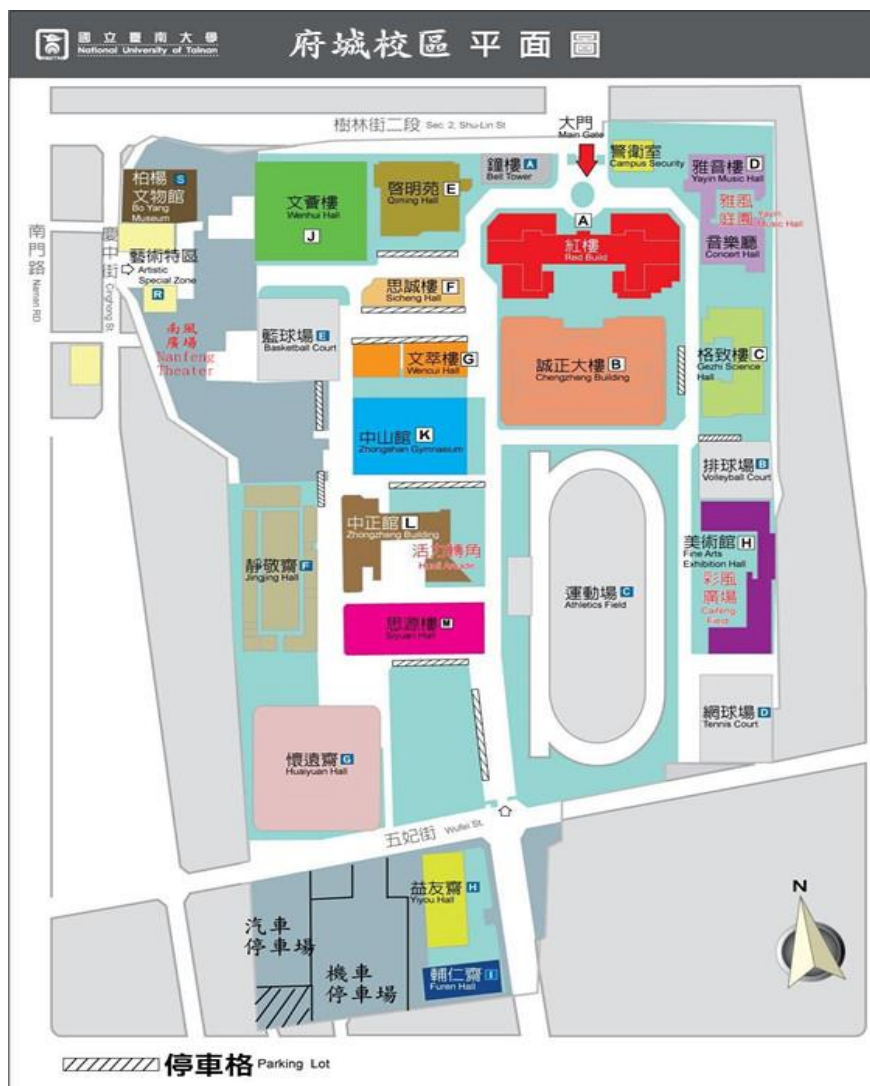 國立臺南大學
National University of Tainan
府城校區平面圖
樹林街二段 Sec. 2, Shu-Lin St
大門
Main Gate
警衛室
Campus Security
鐘樓 A
Bell Tower
雅音樓 D
Yayin Music Hall
雅風
庭園 Yayin
Music Hall
音樂廳
Concert Hall
柏楊 S
文物館
Bo Yang
Museum
文薈樓
Wenhui Hall
J
啓明苑 E
Qiming Hall
A
紅樓
Red Build
南門路 Nanman RD.
慶中街 Cinghong St.
藝術特區
Artistic
Special Zone
R
南風
廣場
Nanfeng
Theater
思誠樓 F
Sicheng Hall
籃球場 E
Basketball Court
文萃樓 G
Wencui Hall
誠正大樓 B
Chengzheng Building
格致樓 C
Gezhi Science
Hall
中山館 K
Zhongshan Gymnasium
排球場 B
Volleyball Court
中正館 L
Zhongzheng Building
活力轉角
美術館 H
Fine Arts
Exhibition Hall
彩風
廣場
Caifeng
Field
靜敬齋 F
Jingjing Hall
運動場 C
Athletics Field
思源樓 M
Siyuan Hall
網球場 D
Tennis Court
懷遠齋 G
Huaiyuan Hall
五妃街 Wufei St.
益友齋 H
Yiyou Hall
汽車
停車場
機車
停車場
輔仁齋 I
Furen Hall
N
停車格 Parking Lot